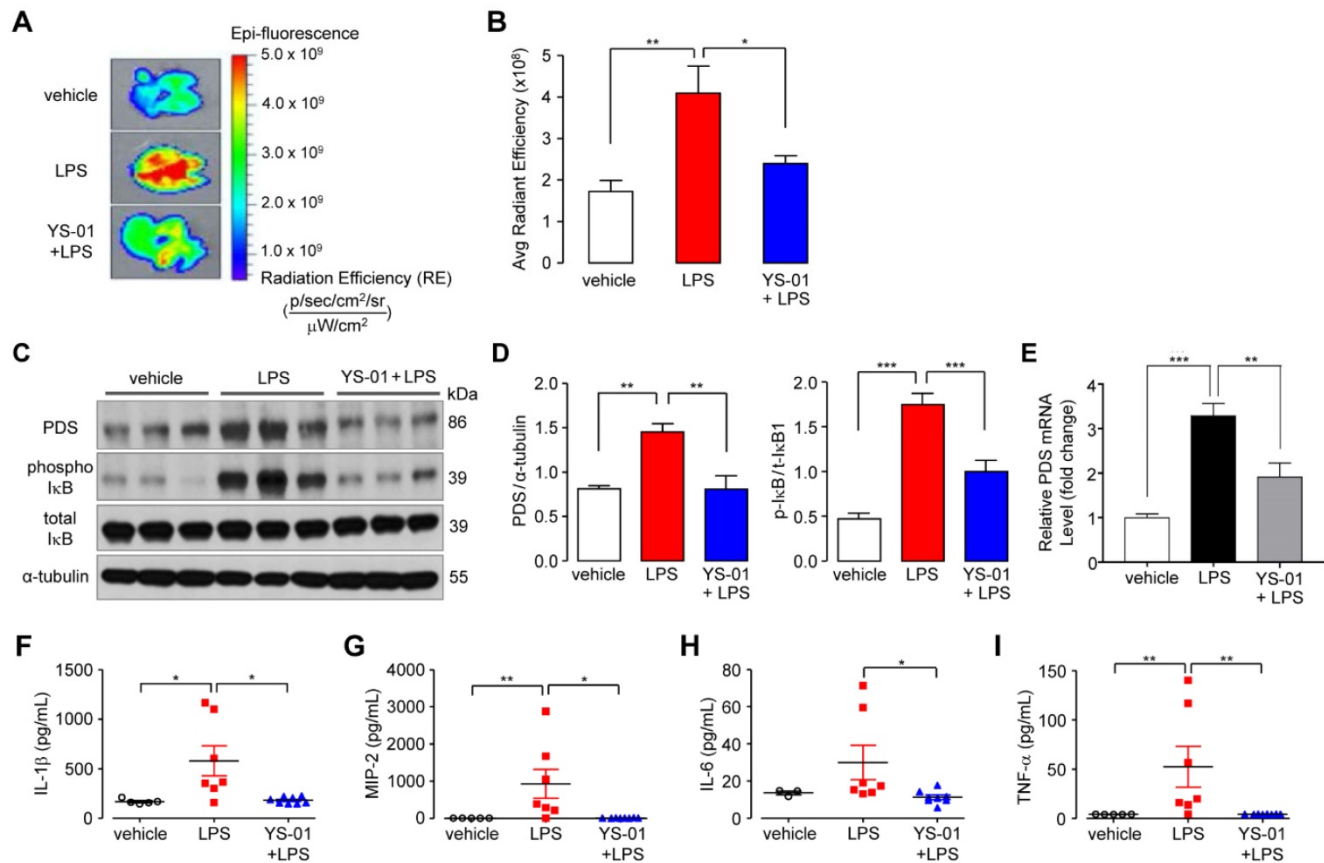 A
Epi-fluorescence
5.0 x 10⁹
4.0 x 10⁹
3.0 x 10⁹
2.0 x 10⁹
1.0 x 10⁹
vehicle
LPS
YS-01
+LPS
Radiation Efficiency (RE)
(p/sec/cm²/sr
μW/cm²)
B
Avg Radiant Efficiency (x10⁸)
5
4
3
2
1
0
** *
vehicle LPS YS-01
+ LPS
C
vehicle LPS YS-01+LPS kDa
PDS 86
phospho
IκB 39
total
IκB 39
α-tubulin 55
D
PDS/α-tubulin
2.0
1.5
1.0
0.5
0.0
** **
vehicle LPS YS-01
+ LPS
p-IκB/t-IκB1
2.0
1.5
1.0
0.5
0.0
*** ***
vehicle LPS YS-01
+ LPS
E
Relative PDS mRNA
Level (fold change)
4
3
2
1
0
*** **
vehicle LPS YS-01
+ LPS
F
IL-1β (pg/mL)
1500
1000
500
0
* *
vehicle LPS YS-01
+LPS
G
MIP-2 (pg/mL)
4000
3000
2000
1000
0
** *
vehicle LPS YS-01
+LPS
H
IL-6 (pg/mL)
80
60
40
20
0
*
vehicle LPS YS-01
+LPS
I
TNF-α (pg/mL)
150
100
50
0
** **
vehicle LPS YS-01
+LPS